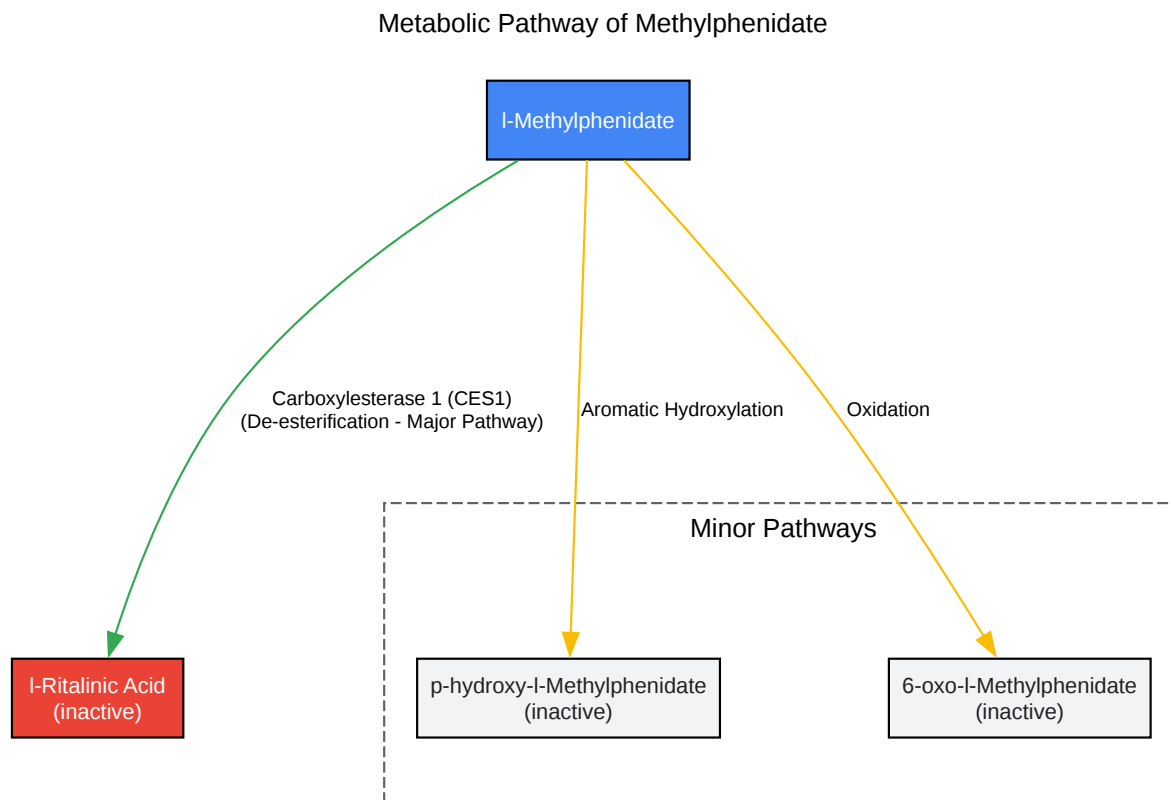 Metabolic Pathway of Methylphenidate
l-Methylphenidate
Carboxylesterase 1 (CES1)
(De-esterification - Major Pathway)
Aromatic Hydroxylation
Oxidation
Minor Pathways
l-Ritalinic Acid
(inactive)
p-hydroxy-l-Methylphenidate
(inactive)
6-oxo-l-Methylphenidate
(inactive)